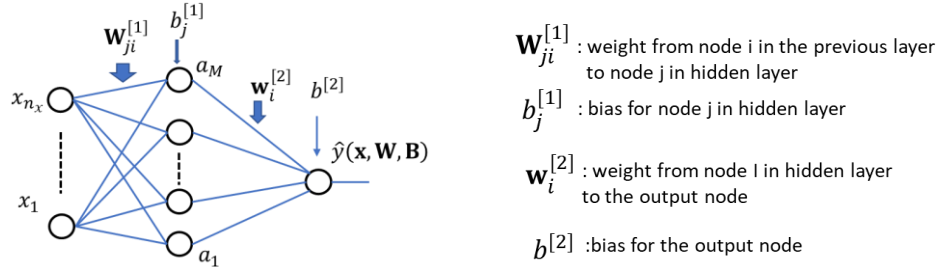 W_{ji}^{[1]}
b_j^{[1]}
a_M
w_i^{[2]}
b^{[2]}
x_{n_x}
ŷ(x, W, B)
x_1
a_1
W_{ji}^{[1]} : weight from node i in the previous layer
to node j in hidden layer
b_j^{[1]} : bias for node j in hidden layer
w_i^{[2]} : weight from node I in hidden layer
to the output node
b^{[2]} :bias for the output node